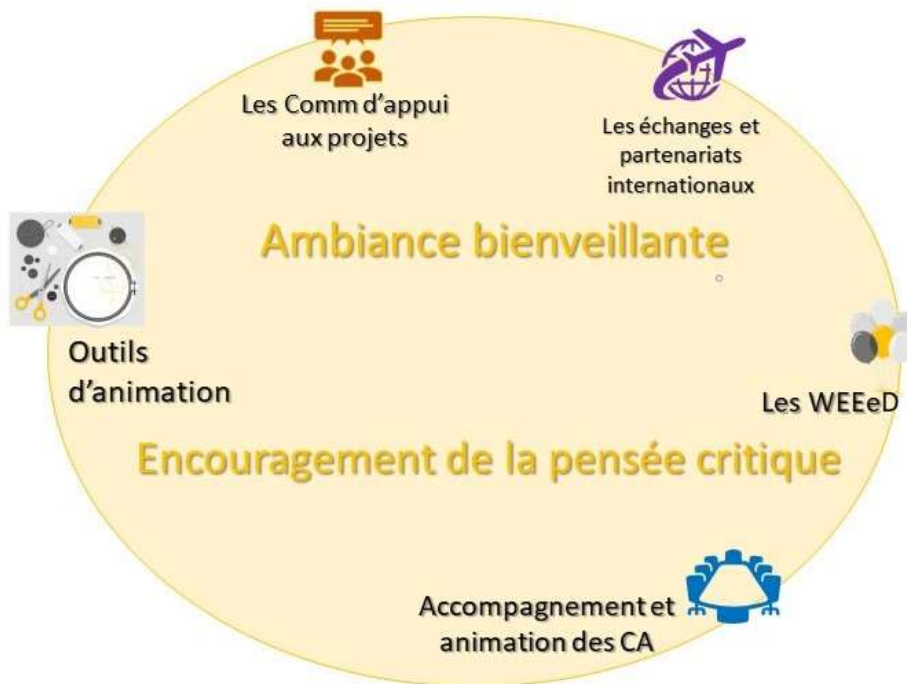 Les Comm d'appui
aux projets
Les échanges et
partenariats
internationaux
Ambiance bienveillante
Outils
d'animation
Les WEEeD
Encouragement de la pensée critique
Accompagnement et
animation des CA